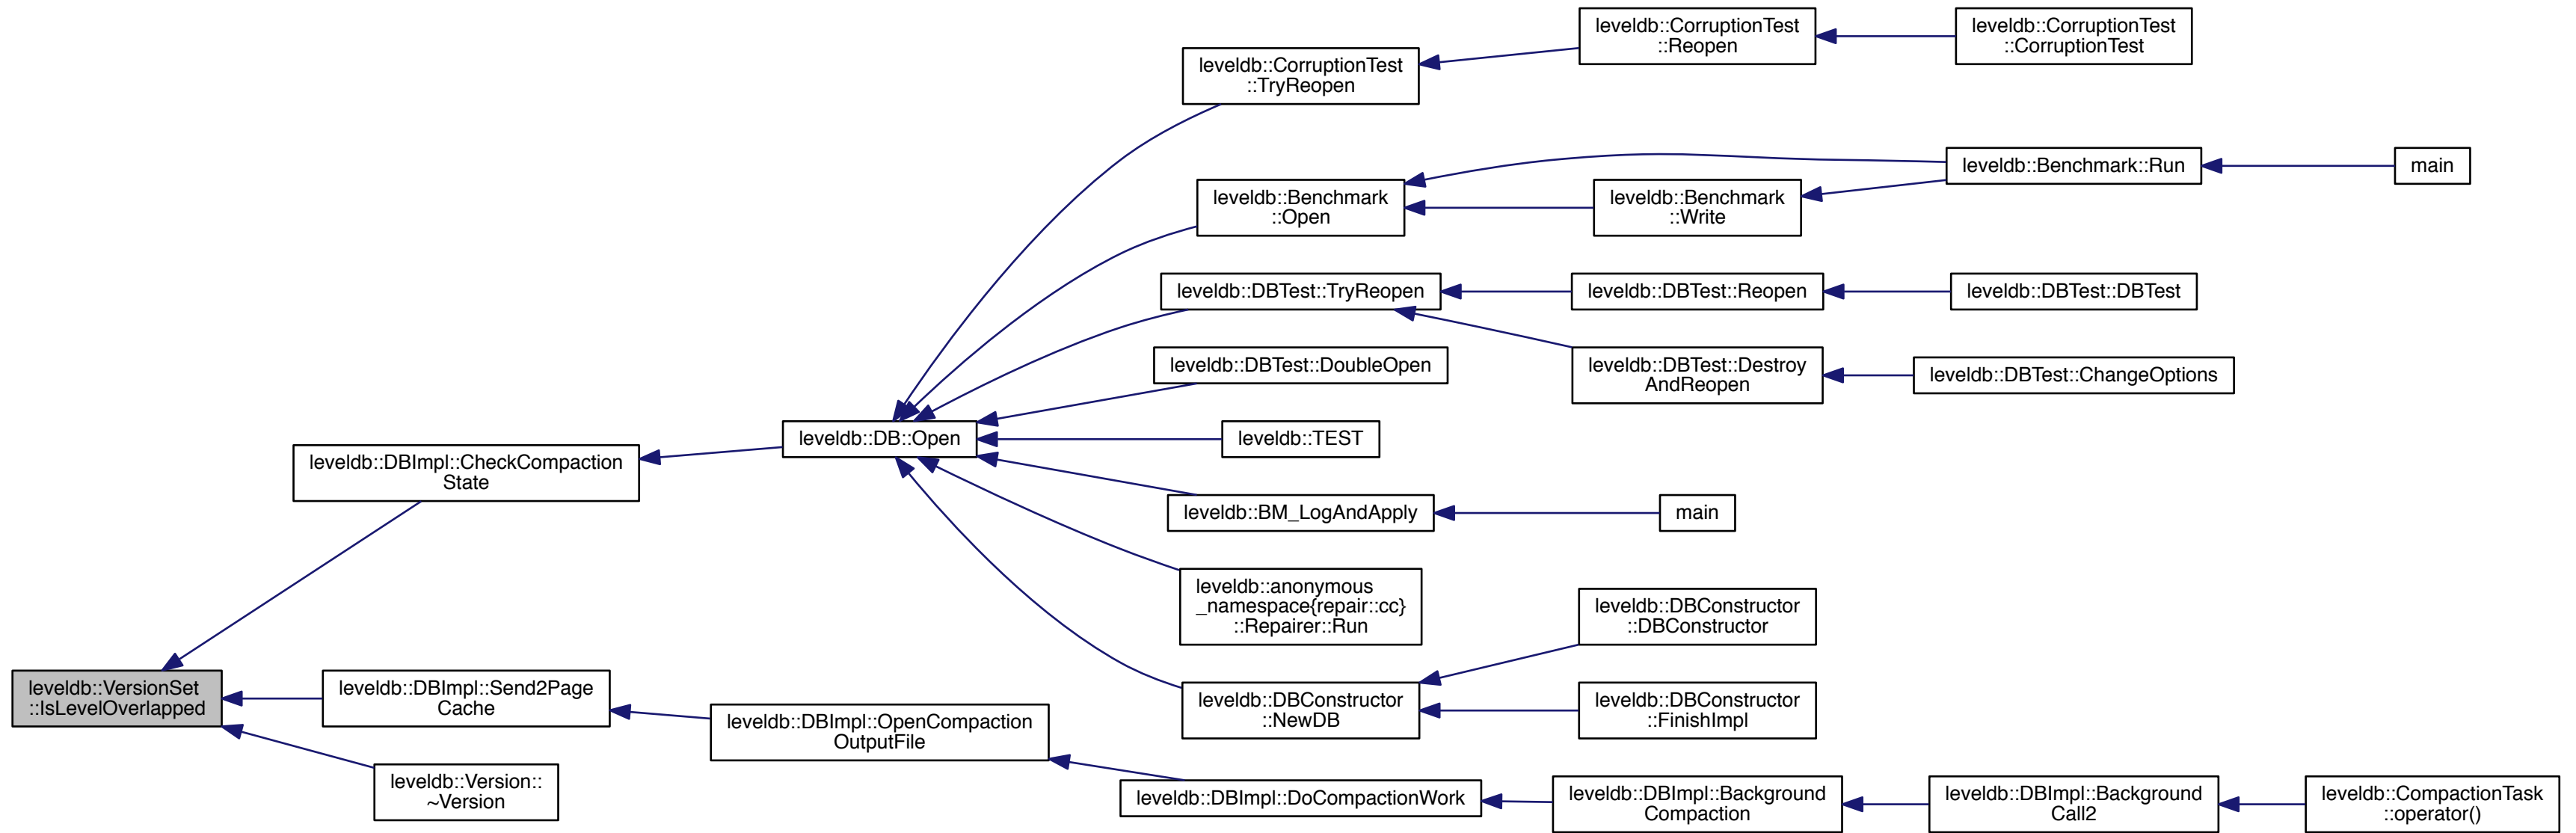 leveldb::CorruptionTest
::Reopen
leveldb::CorruptionTest
::CorruptionTest
leveldb::CorruptionTest
::TryReopen
leveldb::Benchmark::Run
main
leveldb::Benchmark
::Open
leveldb::Benchmark
::Write
leveldb::DBTest::TryReopen
leveldb::DBTest::Reopen
leveldb::DBTest::DBTest
leveldb::DBTest::DoubleOpen
leveldb::DBTest::Destroy
AndReopen
leveldb::DBTest::ChangeOptions
leveldb::DB::Open
leveldb::TEST
leveldb::DBImpl::CheckCompaction
State
leveldb::BM_LogAndApply
main
leveldb::anonymous
_namespace{repair::cc}
::Repairer::Run
leveldb::DBConstructor
::DBConstructor
leveldb::VersionSet
::IsLevelOverlapped
leveldb::DBImpl::Send2Page
Cache
leveldb::DBConstructor
::NewDB
leveldb::DBConstructor
::FinishImpl
leveldb::DBImpl::OpenCompaction
OutputFile
leveldb::Version::
~Version
leveldb::DBImpl::DoCompactionWork
leveldb::DBImpl::Background
Compaction
leveldb::DBImpl::Background
Call2
leveldb::CompactionTask
::operator()